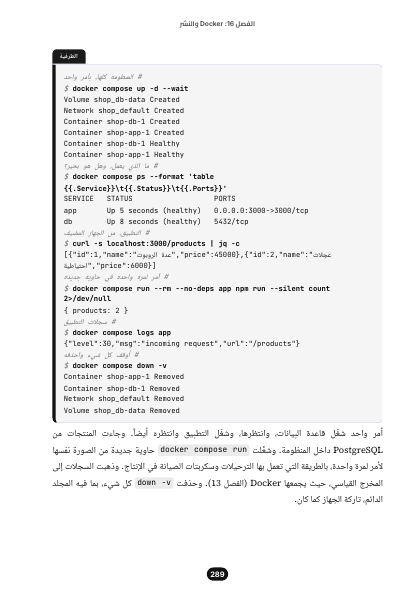 الفصل 16: Docker والنشر
الطرفية
# المنظومة كلها، بأمر واحد
$ docker compose up -d --wait
Volume shop_db-data Created
Network shop_default Created
Container shop-db-1 Created
Container shop-app-1 Created
Container shop-db-1 Healthy
Container shop-app-1 Healthy
# ما الذي يعمل، وهل هو بخير؟
$ docker compose ps --format 'table
{{.Service}}\t{{.Status}}\t{{.Ports}}'
SERVICE STATUS PORTS
app Up 5 seconds (healthy) 0.0.0.0:3000->3000/tcp
db Up 8 seconds (healthy) 5432/tcp
# التطبيق، من الجهاز المضيف
$ curl -s localhost:3000/products | jq -c
[{"id":1,"name":"عدة الروبوت","price":45000},{"id":2,"name":"عجلات
احتياطية","price":6000}]
# أمر لمرة واحدة في حاوية جديدة
$ docker compose run --rm --no-deps app npm run --silent count
2>/dev/null
{ products: 2 }
# سجلات التطبيق
$ docker compose logs app
{"level":30,"msg":"incoming request","url":"/products"}
# أوقف كل شيء واحذفه
$ docker compose down -v
Container shop-app-1 Removed
Container shop-db-1 Removed
Network shop_default Removed
Volume shop_db-data Removed
أمر واحد شغّل قاعدة البيانات، وانتظرها، وشغّل التطبيق وانتظره أيضاً. وجاءت المنتجات من
PostgreSQL داخل المنظومة. وشغّلت docker compose run حاوية جديدة من الصورة نفسها
لأمر لمرة واحدة، بالطريقة التي تعمل بها الترحيلات وسكربتات الصيانة في الإنتاج. وذهبت السجلات إلى
المخرج القياسي، حيث يجمعها Docker (الفصل 13). وحذفت down -v كل شيء، بما فيه المجلد
الدائم، تاركة الجهاز كما كان.
289